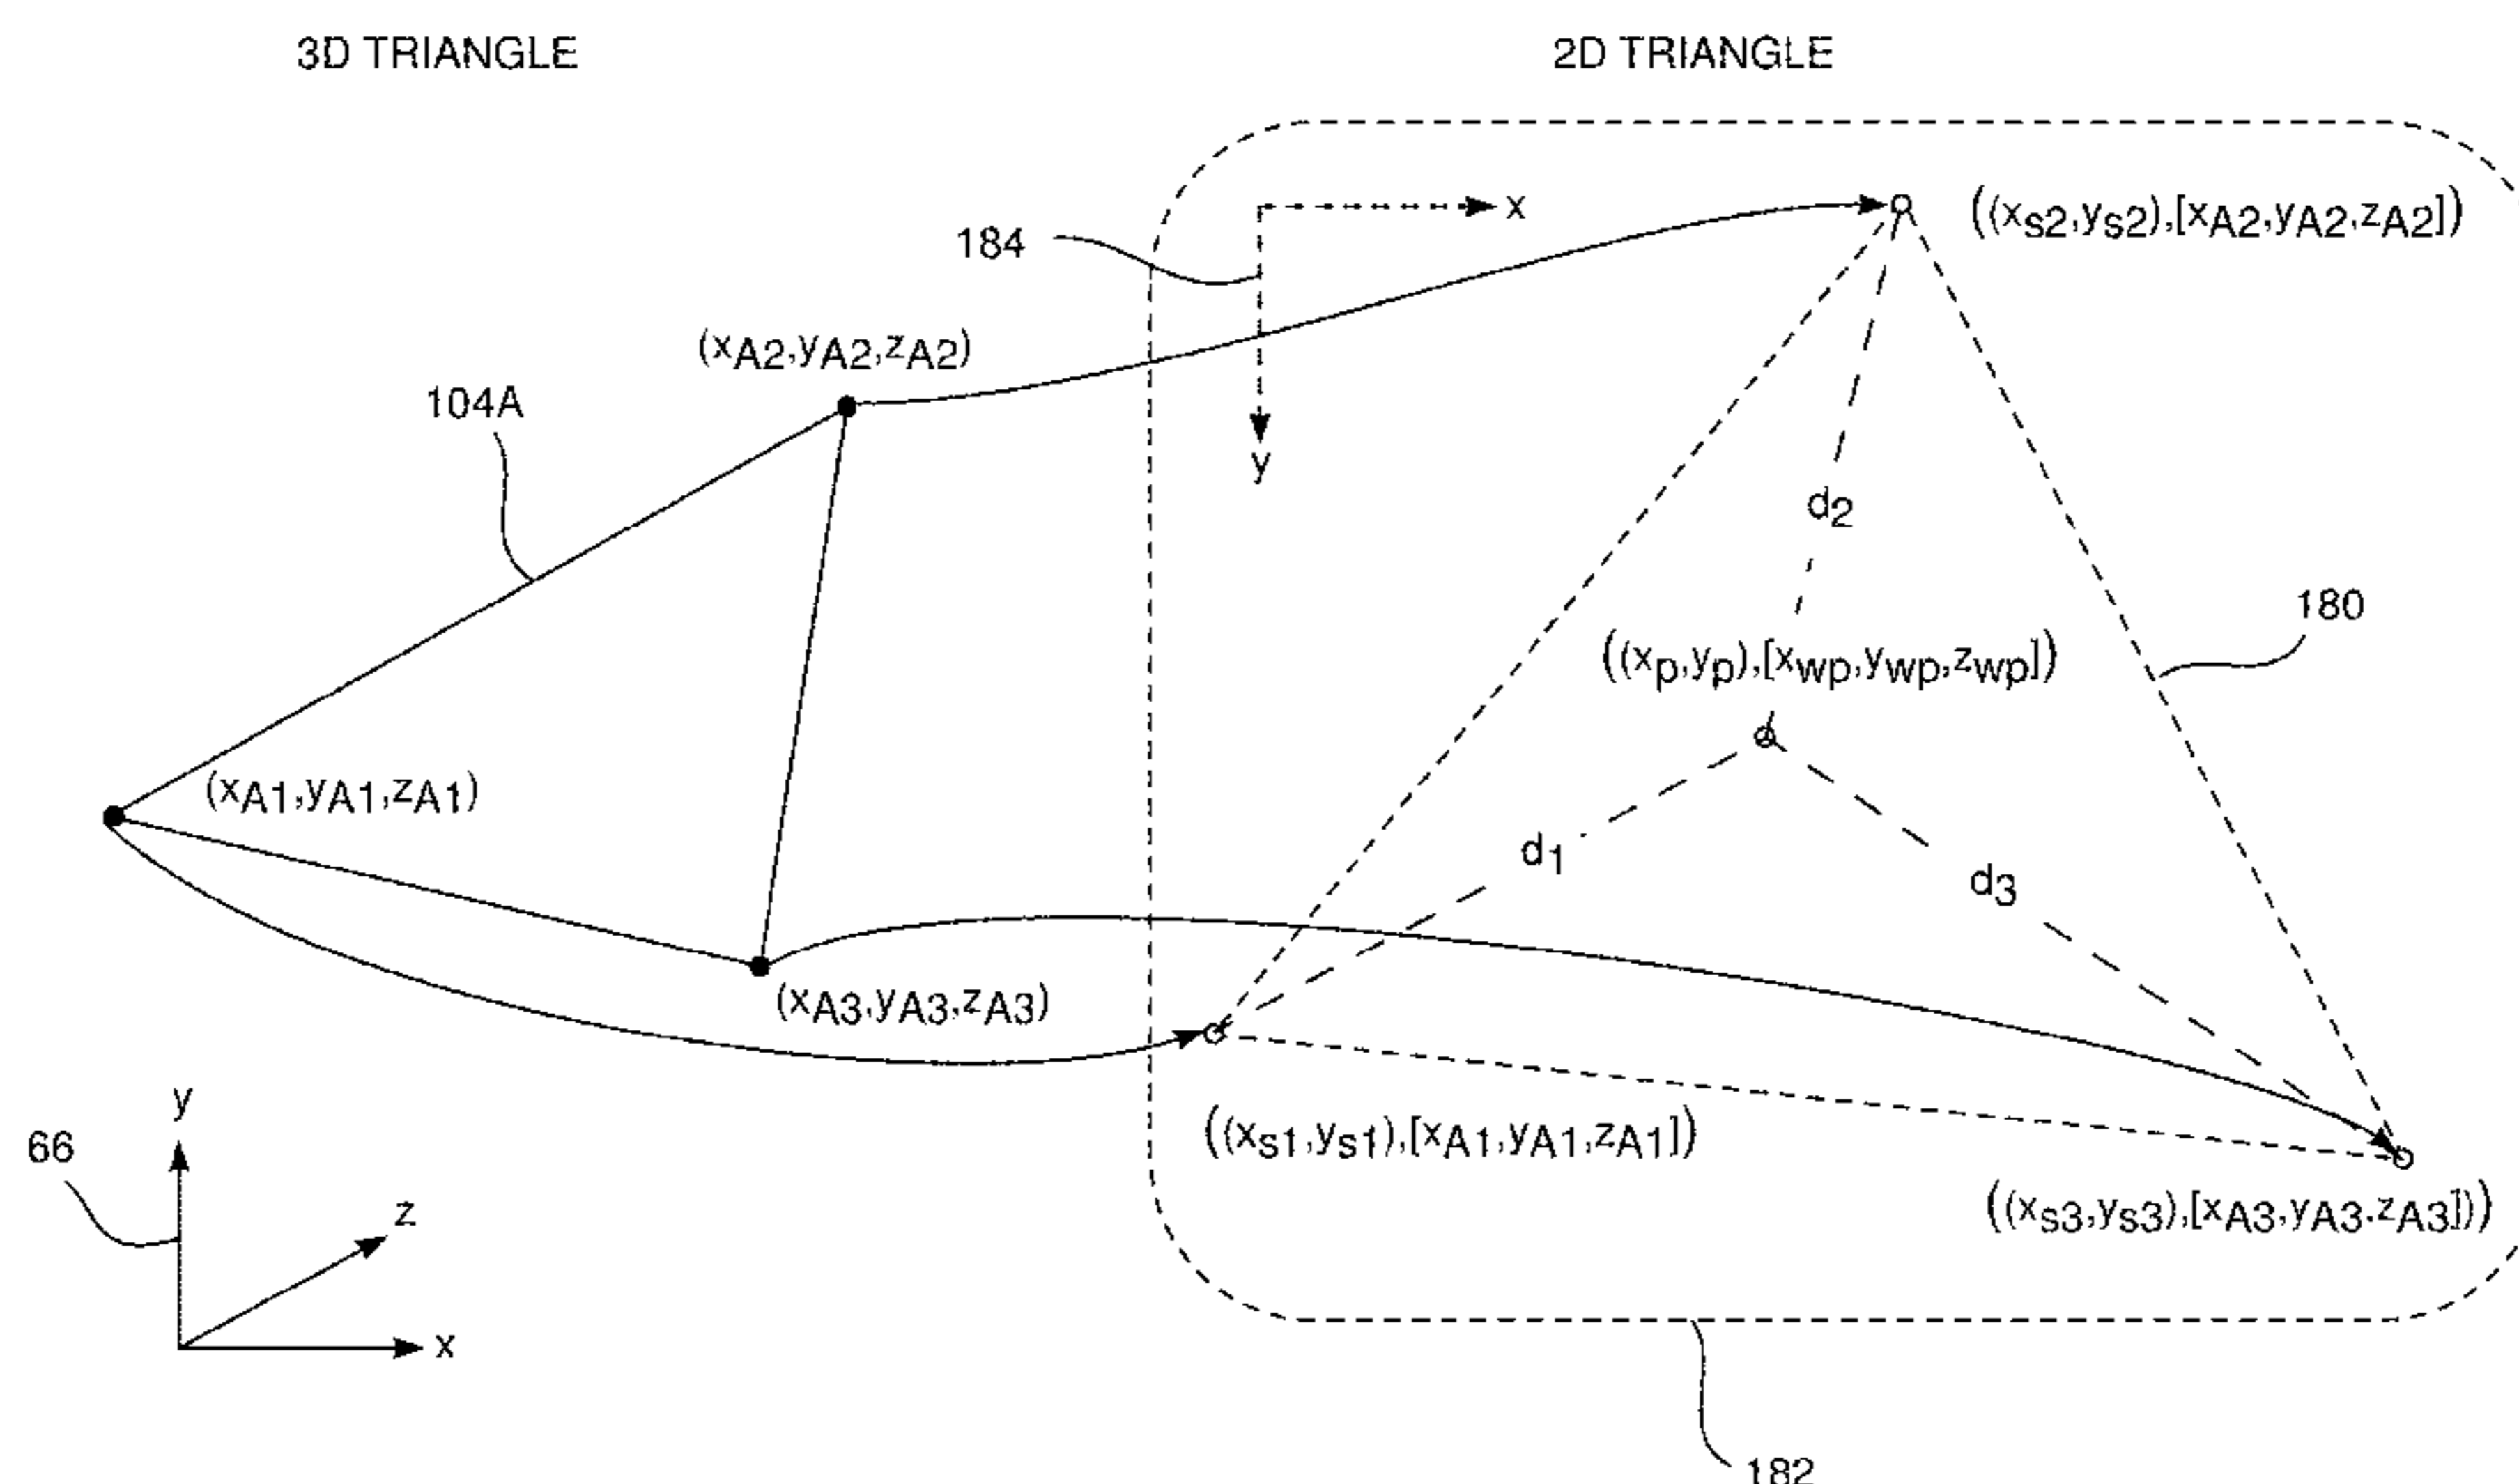 3D TRIANGLE
2D TRIANGLE
x
((xs2,ys2),[xA2,yA2,zA2])
184
(xA2,yA2,zA2)
104A
y
d2
180
((xp,yp),[xwp,ywp,zwp])
(xA1,yA1,zA1)
d1
d3
(xA3,yA3,zA3)
y
((xs1,ys1),[xA1,yA1,zA1])
66
z
((xs3,ys3),[xA3,yA3.zA3]))
x
182